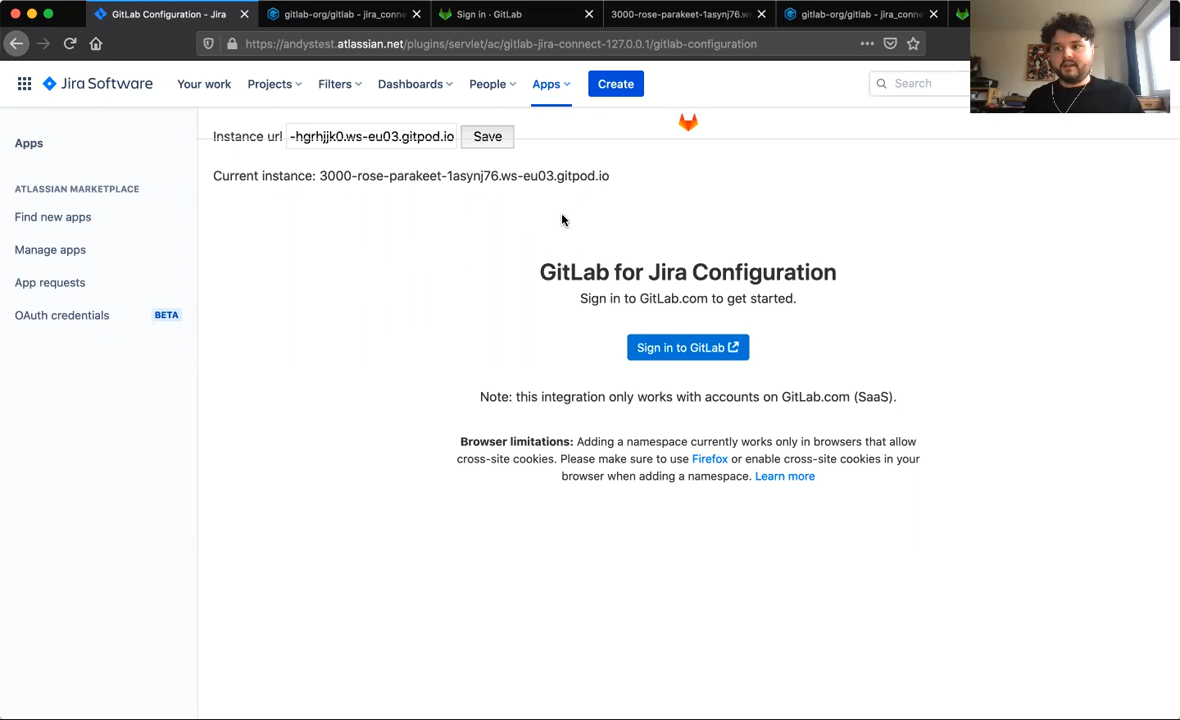 GitLab Configuration - Jira
gitlab-org/gitlab - jira_conne
Sign in · GitLab
3000-rose-parakeet-1asynj76.w
gitlab-org/gitlab - jira_conne
https://andystest.atlassian.net/plugins/servlet/ac/gitlab-jira-connect-127.0.0.1/gitlab-configuration
Jira Software
Your work
Projects
Filters
Dashboards
People
Apps
Create
Search
Apps
Instance url
-hgrhjjk0.ws-eu03.gitpod.io
Save
Current instance: 3000-rose-parakeet-1asynj76.ws-eu03.gitpod.io
ATLASSIAN MARKETPLACE
Find new apps
Manage apps
App requests
OAuth credentials BETA
GitLab for Jira Configuration
Sign in to GitLab.com to get started.
Sign in to GitLab
Note: this integration only works with accounts on GitLab.com (SaaS).
Browser limitations: Adding a namespace currently works only in browsers that allow
cross-site cookies. Please make sure to use Firefox or enable cross-site cookies in your
browser when adding a namespace. Learn more